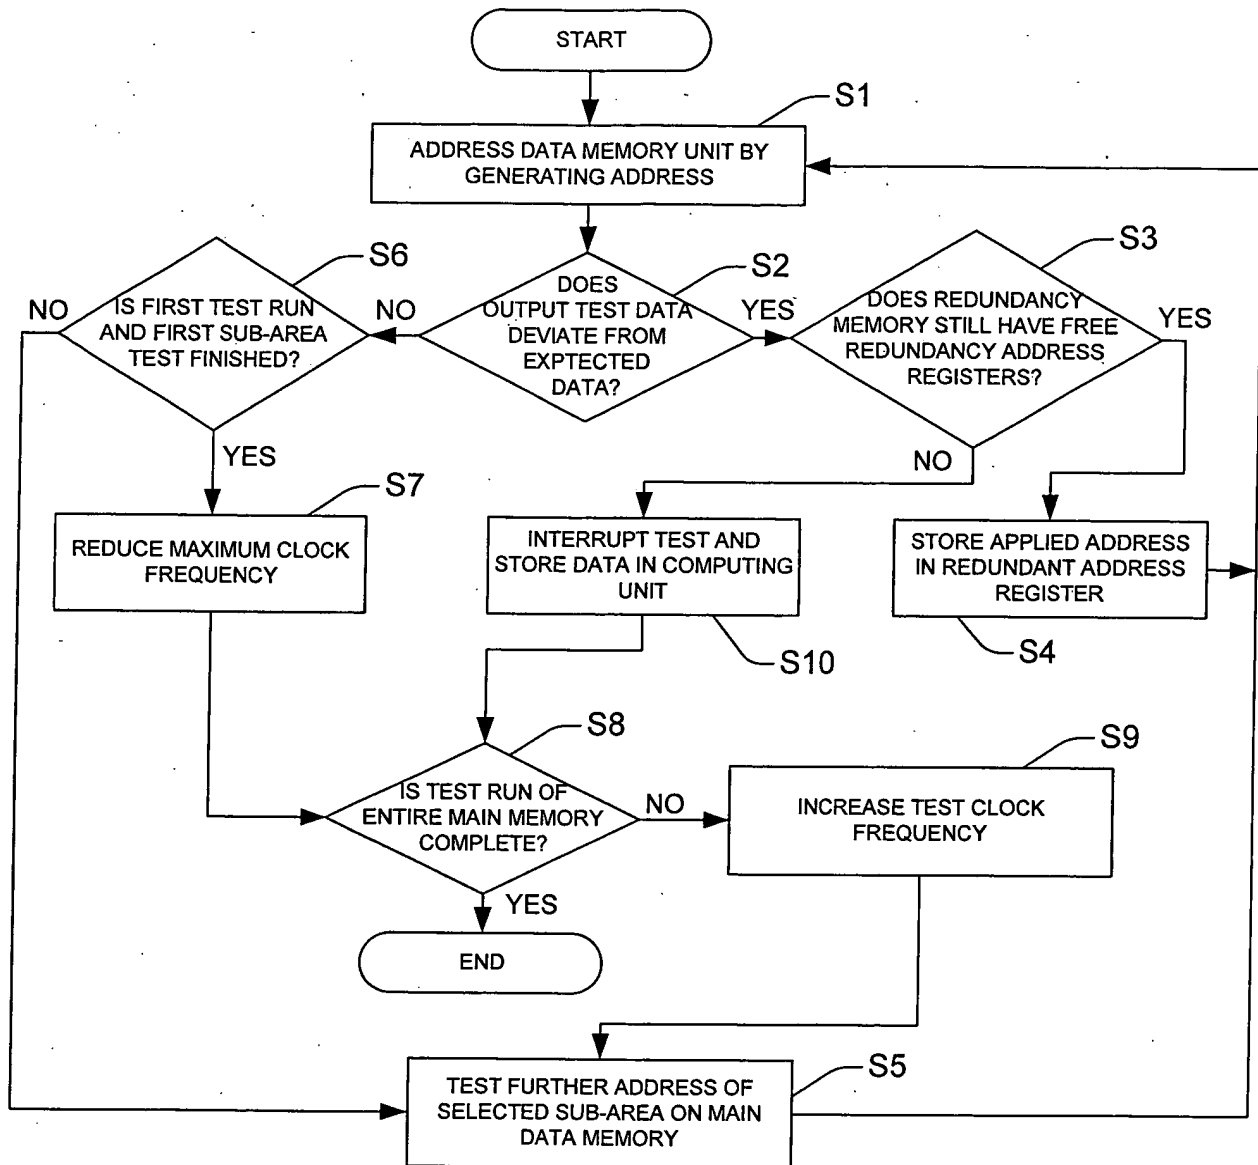 START
S1
ADDRESS DATA MEMORY UNIT BY
GENERATING ADDRESS
S6
S2
S3
NO
IS FIRST TEST RUN
AND FIRST SUB-AREA
TEST FINISHED?
NO
DOES
OUTPUT TEST DATA
DEVIATE FROM
EXPTECTED
DATA?
YES
DOES REDUNDANCY
MEMORY STILL HAVE FREE
REDUNDANCY ADDRESS
REGISTERS?
YES
YES
NO
S7
REDUCE MAXIMUM CLOCK
FREQUENCY
INTERRUPT TEST AND
STORE DATA IN COMPUTING
UNIT
STORE APPLIED ADDRESS
IN REDUNDANT ADDRESS
REGISTER
S10
S4
S8
S9
IS TEST RUN OF
ENTIRE MAIN MEMORY
COMPLETE?
NO
INCREASE TEST CLOCK
FREQUENCY
YES
END
S5
TEST FURTHER ADDRESS OF
SELECTED SUB-AREA ON MAIN
DATA MEMORY